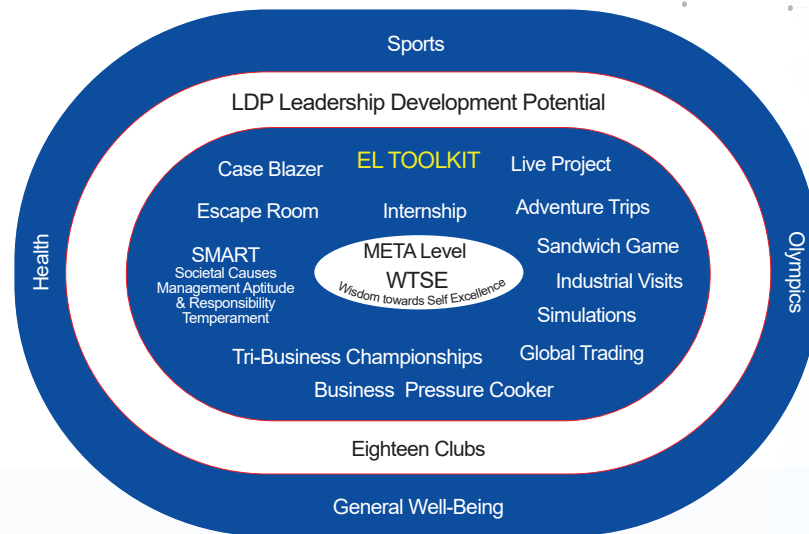 Sports
LDP Leadership Development Potential
EL TOOLKIT
Case Blazer
Live Project
Escape Room
Internship
Adventure Trips
META Level
WTSE
Wisdom towards Self Excellence
SMART
Societal Causes
Management Aptitude
& Responsibility
Temperament
Sandwich Game
Industrial Visits
Simulations
Tri-Business Championships
Global Trading
Business Pressure Cooker
Health
Olympics
Eighteen Clubs
General Well-Being